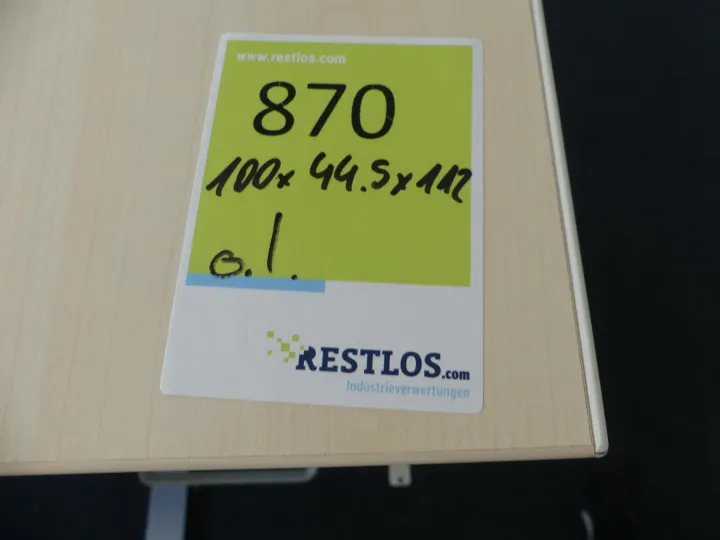 www.restlos.com
870
100x 44.5x112
o.l.
RESTLOS.com
Industrieverwertungen